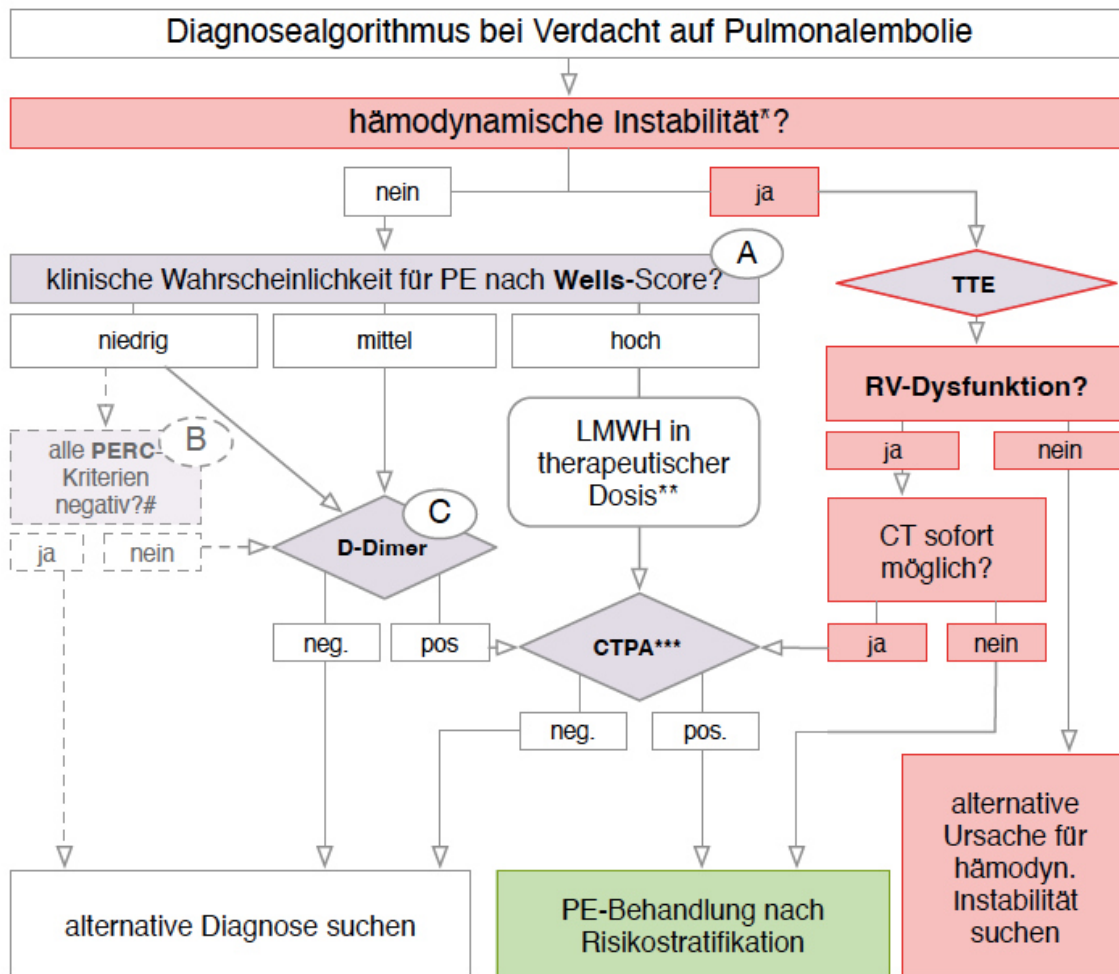 Diagnosealgorithmus bei Verdacht auf Pulmonalembolie
hämodynamische Instabilität*?
nein
ja
A
klinische Wahrscheinlichkeit für PE nach Wells-Score?
TTE
niedrig
mittel
hoch
RV-Dysfunktion?
ja
nein
B
alle PERC-
Kriterien
negativ?#
ja
nein
LMWH in
therapeutischer
Dosis**
C
D-Dimer
CT sofort
möglich?
neg.
pos
CTPA***
ja
nein
neg.
pos.
alternative Diagnose suchen
PE-Behandlung nach
Risikostratifikation
alternative
Ursache für
hämodyn.
Instabilität
suchen